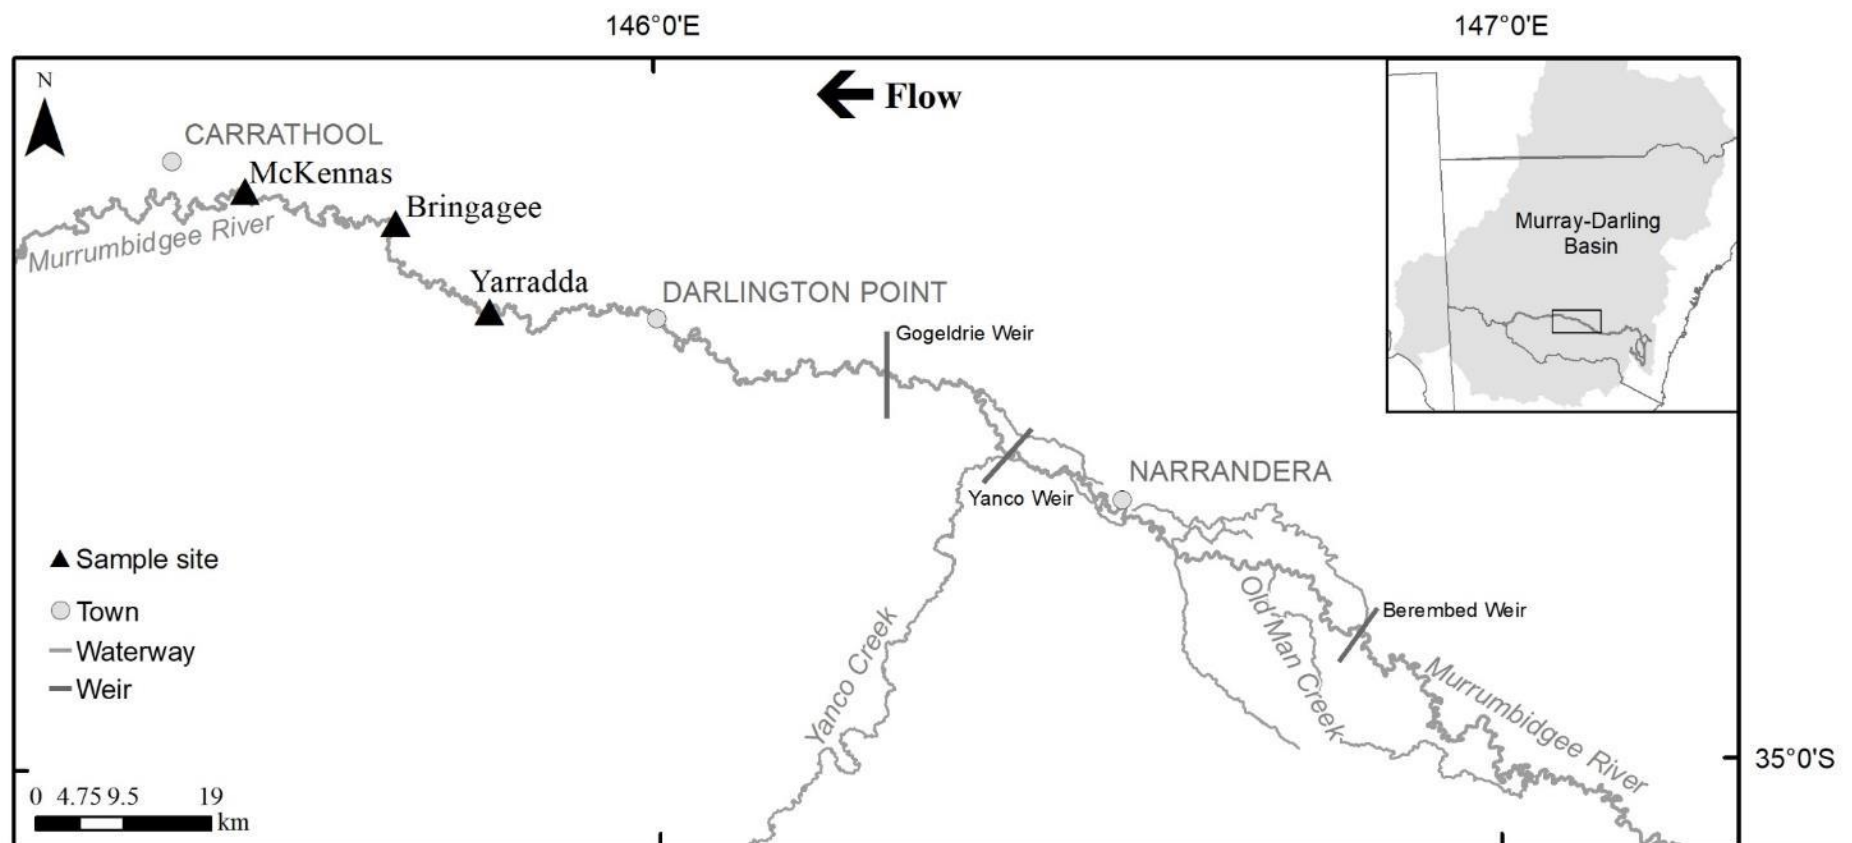 146°0'E
147°0'E
N
Flow
CARRATHOOL
McKennas
Bringagee
Murrumbidgee River
Yarradda
DARLINGTON POINT
Gogeldrie Weir
Murray-Darling
Basin
NARRANDERA
Yanco Weir
Sample site
Town
Waterway
Weir
Yanco Creek
Old Man Creek
Berembed Weir
Murrumbidgee River
35°0'S
0 4.75 9.5 19
km